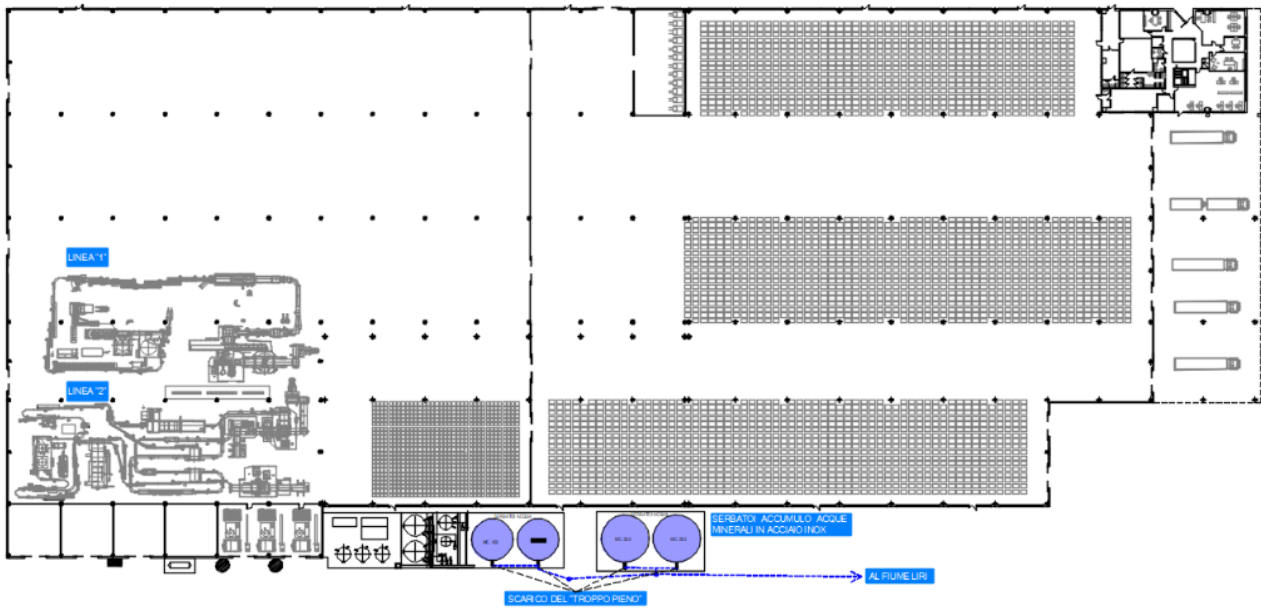 LINEA "1"
LINEA "2"
SERBATOI ACCUMULO ACQUE
MINERALI IN ACCIAIO INOX
AL FIUME LIRI
SCARICO DEL "TROPPO PIENO"